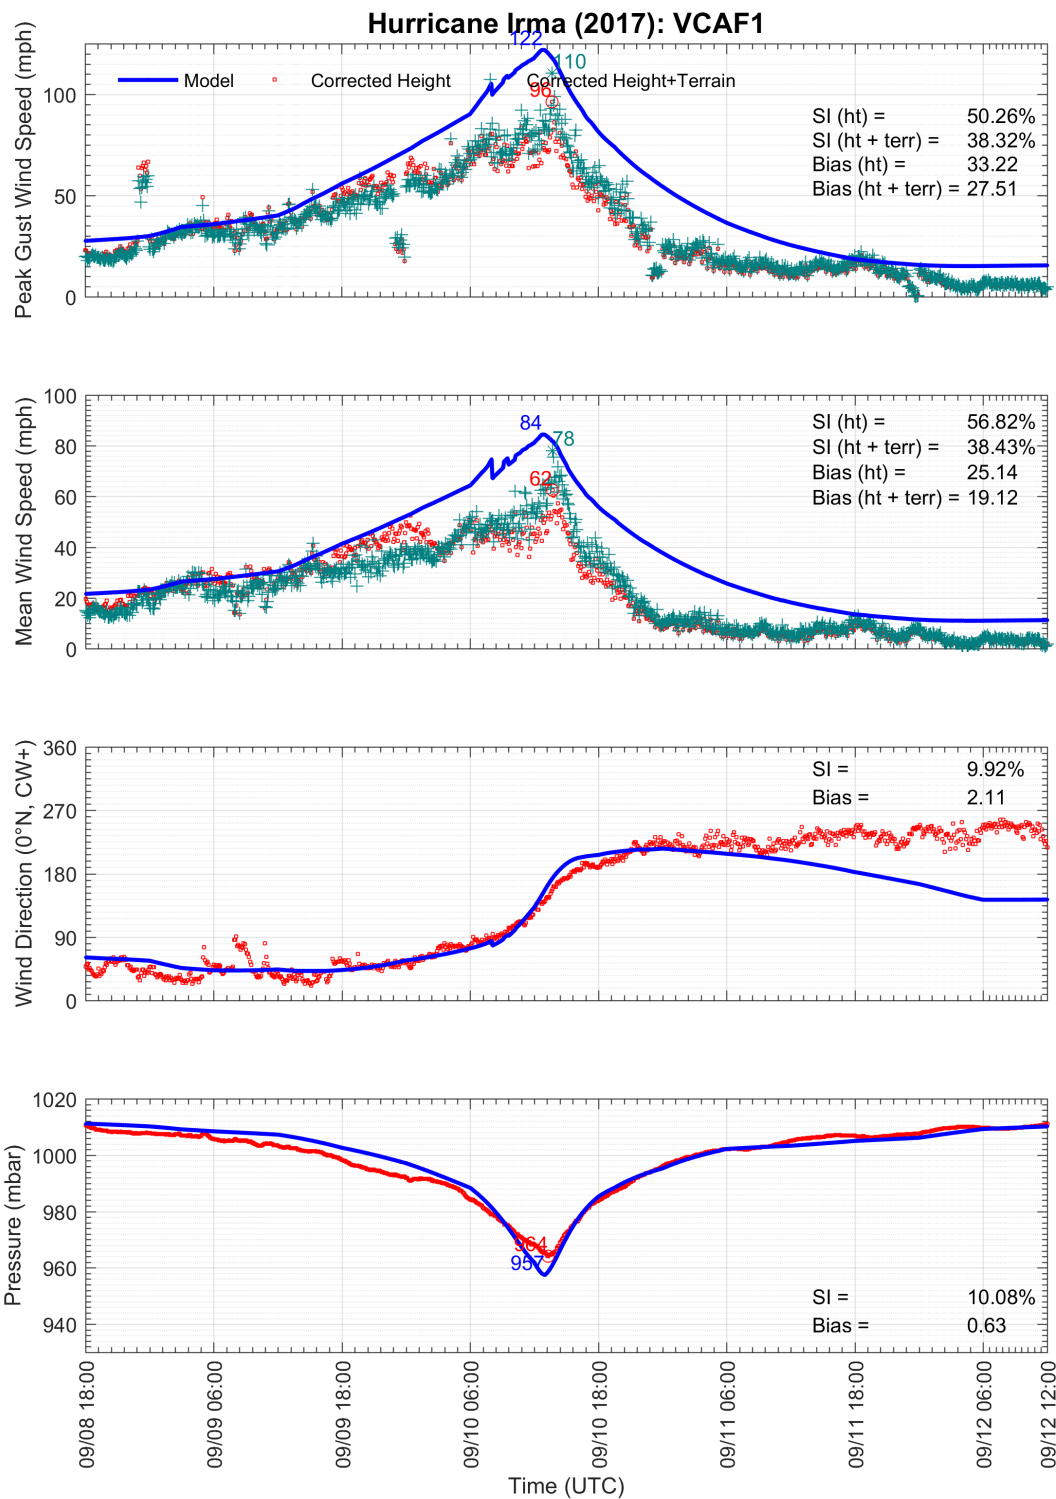 Hurricane Irma (2017): VCAF1
Peak Gust Wind Speed (mph)
100
50
0
Model
Corrected Height
Corrected Height+Terrain
122
110
96
SI (ht) = 50.26%
SI (ht + terr) = 38.32%
Bias (ht) = 33.22
Bias (ht + terr) = 27.51
Mean Wind Speed (mph)
100
80
60
40
20
0
84
78
62
SI (ht) = 56.82%
SI (ht + terr) = 38.43%
Bias (ht) = 25.14
Bias (ht + terr) = 19.12
Wind Direction (0°N, CW+)
360
270
180
90
0
SI = 9.92%
Bias = 2.11
Pressure (mbar)
1020
1000
980
960
940
964
957
SI = 10.08%
Bias = 0.63
09/08 18:00
09/09 06:00
09/09 18:00
09/10 06:00
09/10 18:00
09/11 06:00
09/11 18:00
09/12 06:00
09/12 12:00
Time (UTC)